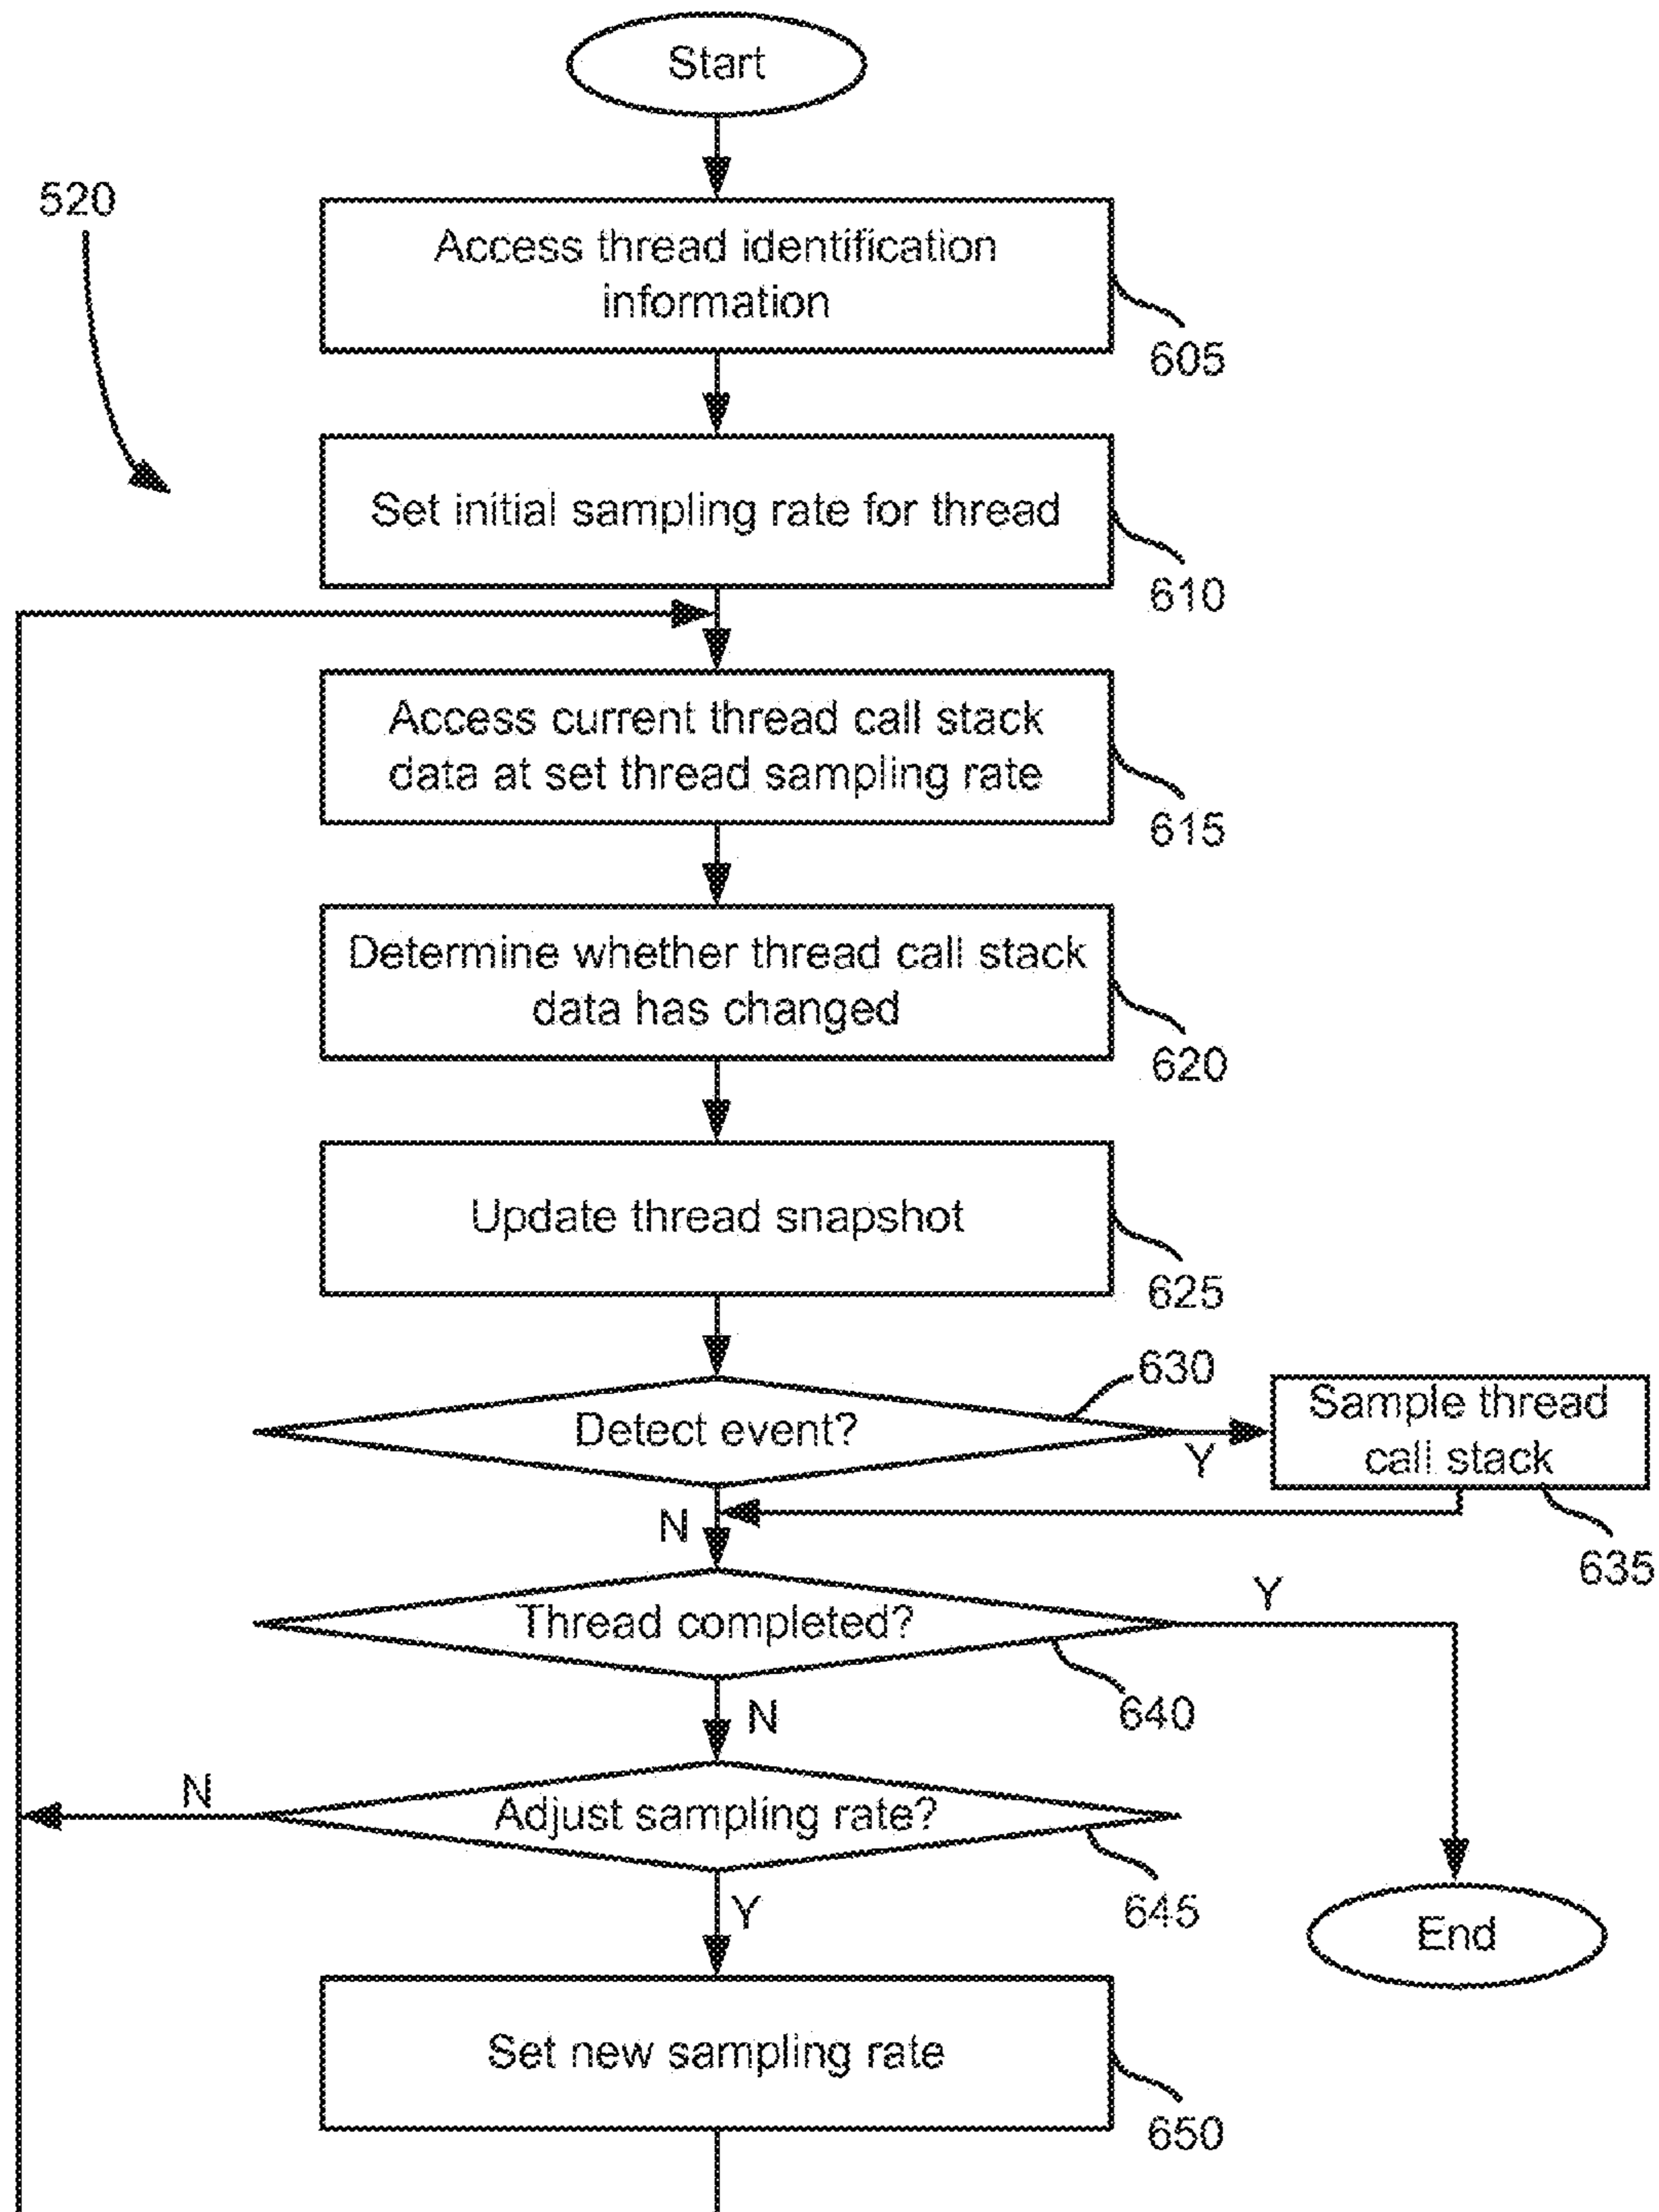 Start
520
Access thread identification
information
605
Set initial sampling rate for thread
610
Access current thread call stack
data at set thread sampling rate
615
Determine whether thread call stack
data has changed
620
Update thread snapshot
625
630
Detect event?
Y
Sample thread
call stack
635
N
Thread completed?
Y
640
N
Adjust sampling rate?
N
645
Y
End
Set new sampling rate
650